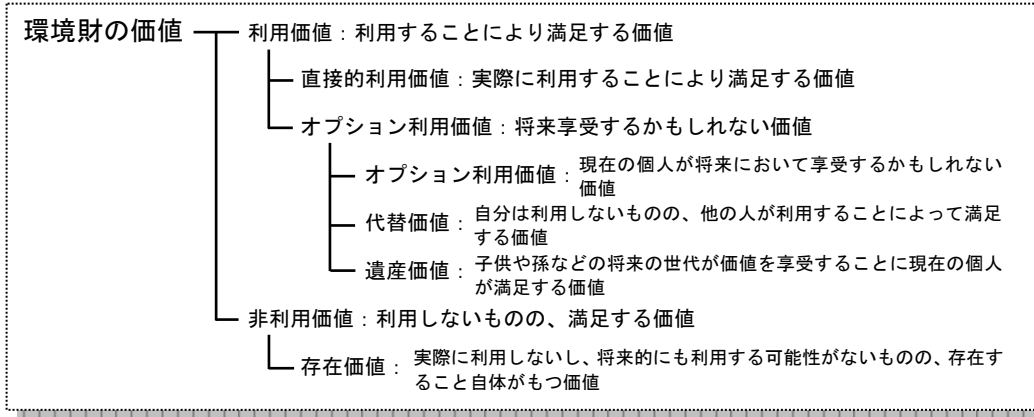 環境財の価値
利用価値：利用することにより満足する価値
直接的利用価値：実際に利用することにより満足する価値
オプション利用価値：将来享受するかもしれない価値
オプション利用価値：現在の個人が将来において享受するかもしれない
価値
代替価値：自分は利用しないものの、他の人が利用することによって満足
する価値
遺産価値：子供や孫などの将来の世代が価値を享受することに現在の個人
が満足する価値
非利用価値：利用しないものの、満足する価値
存在価値：実際に利用しないし、将来的にも利用する可能性がないものの、存在す
ること自体がもつ価値